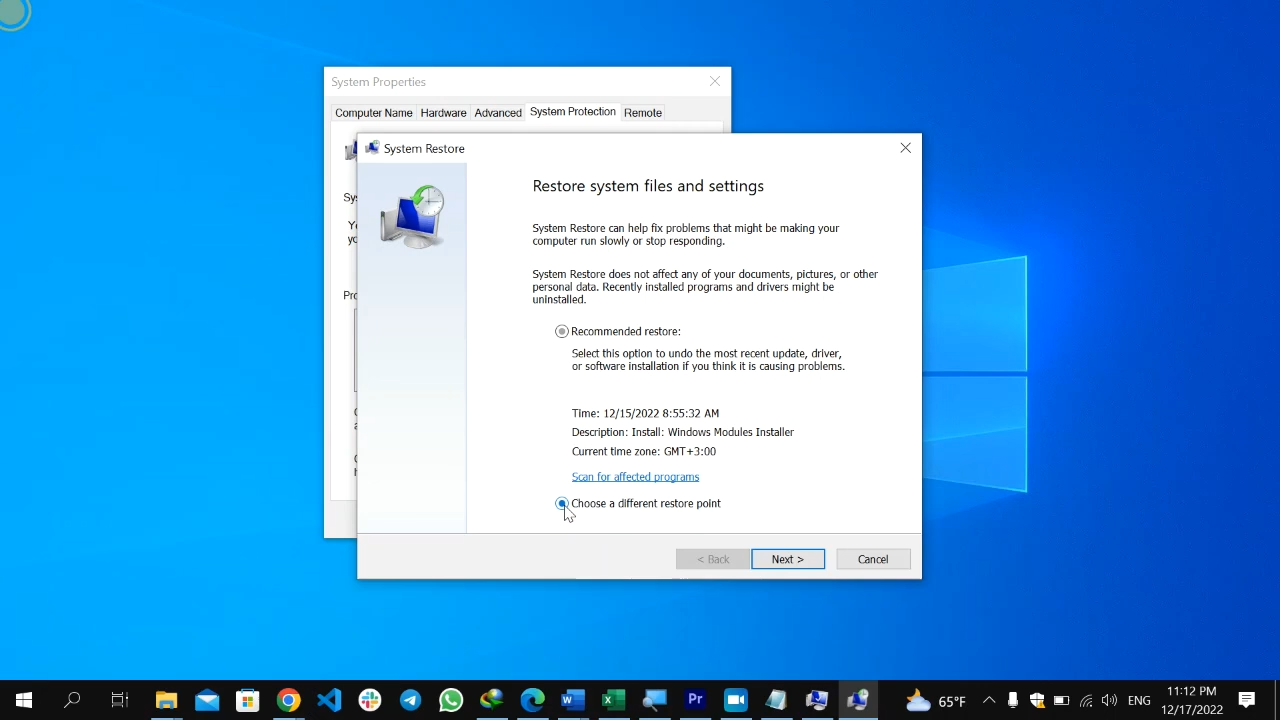 System Properties
Computer Name
Hardware
Advanced
System Protection
Remote
System Restore
Restore system files and settings
System Restore can help fix problems that might be making your
computer run slowly or stop responding.
System Restore does not affect any of your documents, pictures, or other
personal data. Recently installed programs and drivers might be
uninstalled.
Recommended restore:
Select this option to undo the most recent update, driver,
or software installation if you think it is causing problems.
Time: 12/15/2022 8:55:32 AM
Description: Install: Windows Modules Installer
Current time zone: GMT+3:00
Scan for affected programs
Choose a different restore point
< Back
Next >
Cancel
65°F
ENG
11:12 PM
12/17/2022